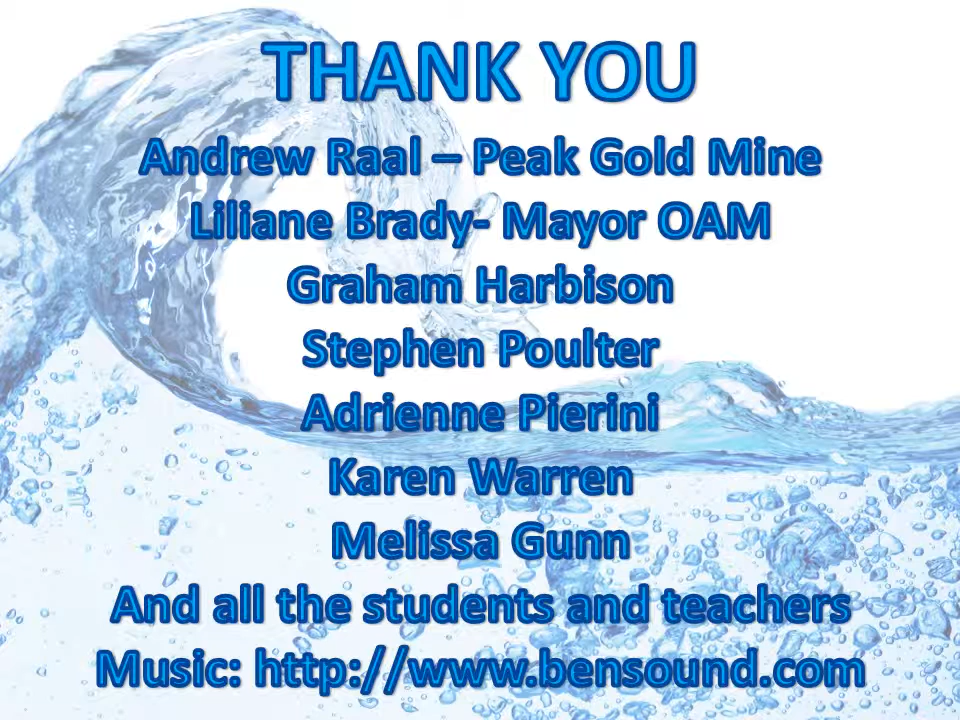 THANK YOU
Andrew Raal – Peak Gold Mine
Liliane Brady- Mayor OAM
Graham Harbison
Stephen Poulter
Adrienne Pierini
Karen Warren
Melissa Gunn
And all the students and teachers
Music: http://www.bensound.com